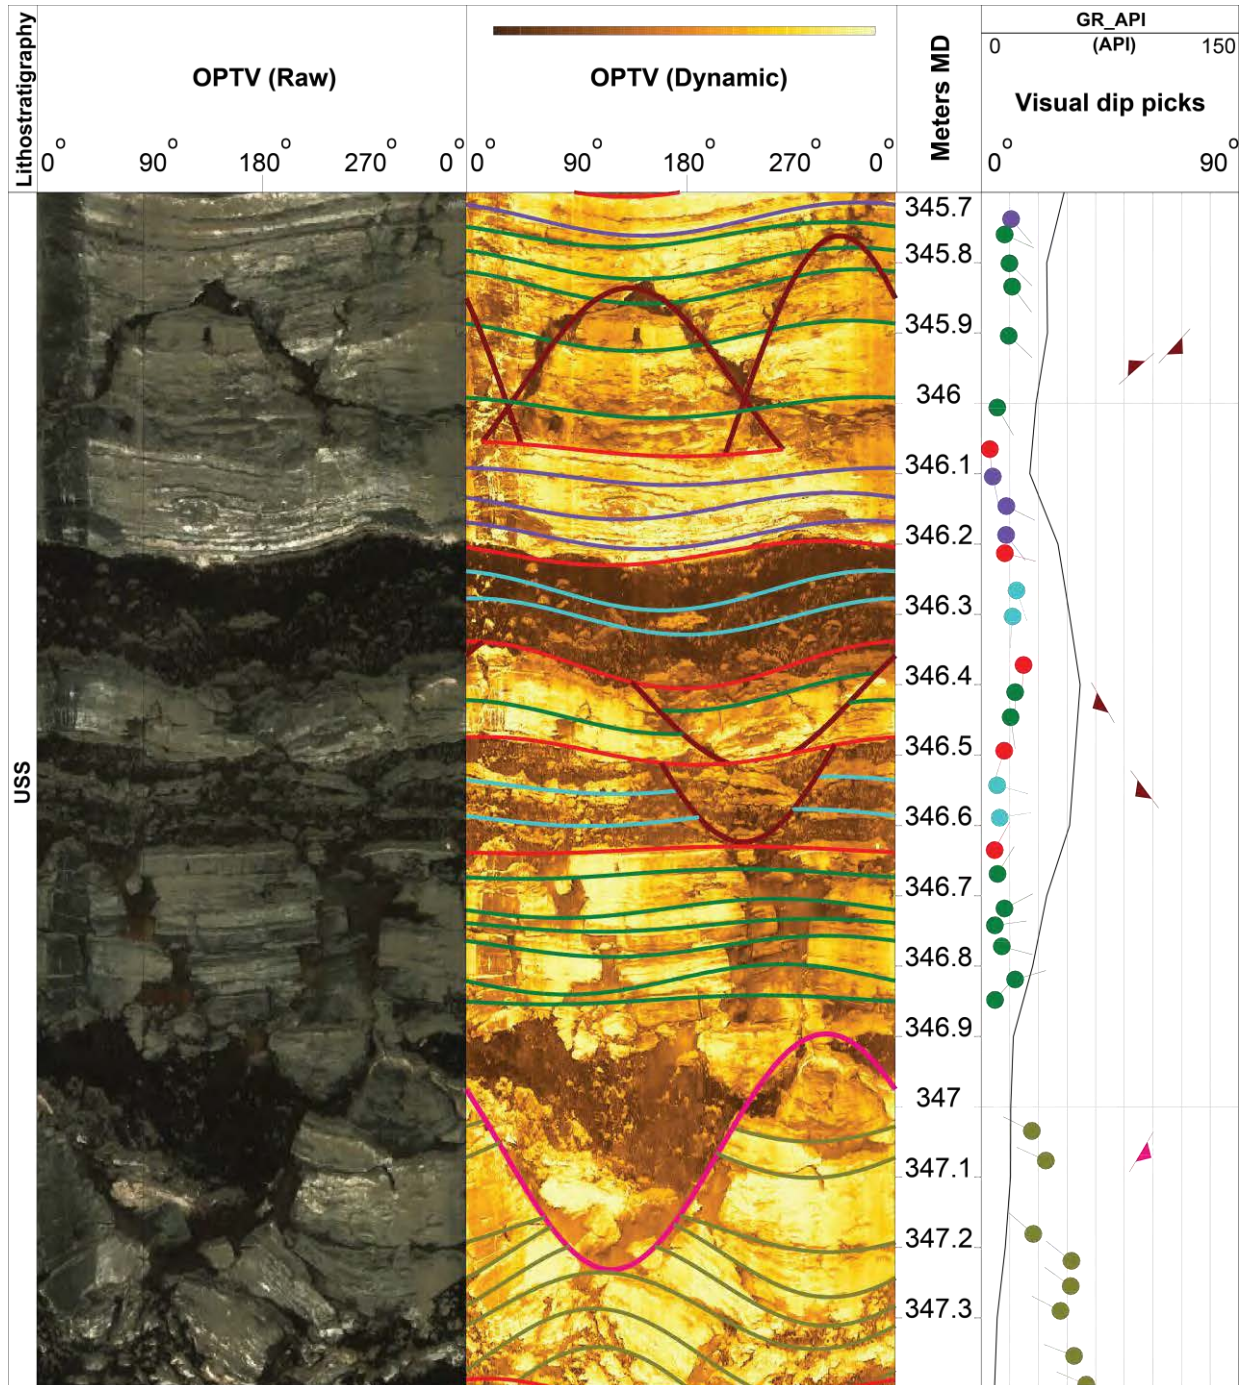 Lithostratigraphy
OPTV (Raw)
0° 90° 180° 270° 0°
OPTV (Dynamic)
0° 90° 180° 270° 0°
Meters MD
GR_API
0 (API) 150
Visual dip picks
0° 90°
USS
345.7
345.8
345.9
346
346.1
346.2
346.3
346.4
346.5
346.6
346.7
346.8
346.9
347
347.1
347.2
347.3